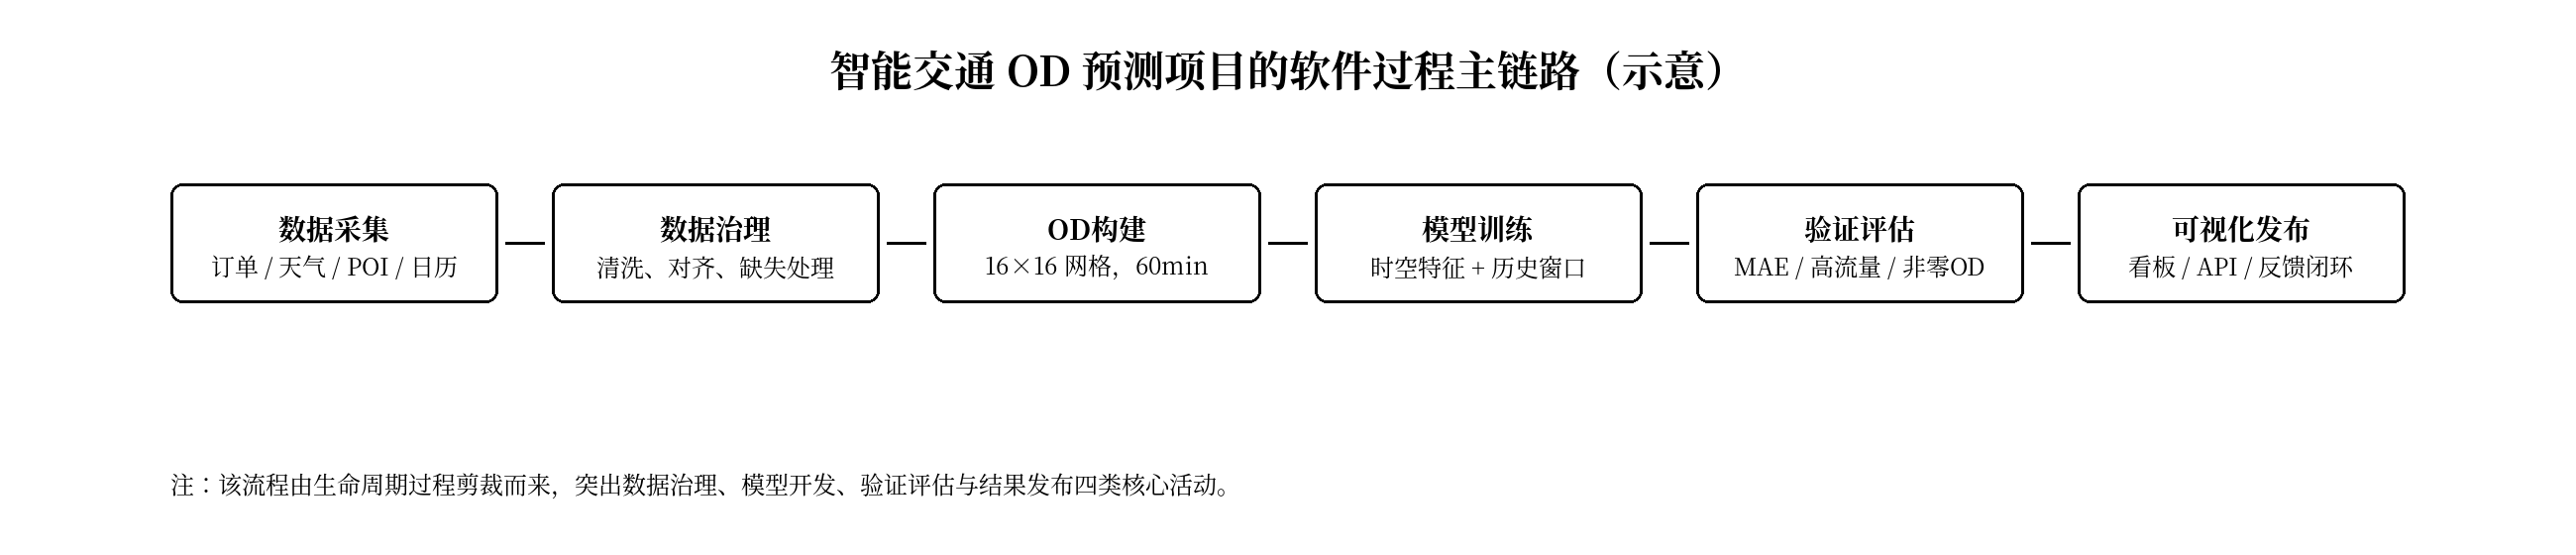 智能交通 OD 预测项目的软件过程主链路（示意）
数据采集
订单 / 天气 / POI / 日历
数据治理
清洗、对齐、缺失处理
OD构建
16×16 网格，60min
模型训练
时空特征 + 历史窗口
验证评估
MAE / 高流量 / 非零OD
可视化发布
看板 / API / 反馈闭环
注：该流程由生命周期过程剪裁而来，突出数据治理、模型开发、验证评估与结果发布四类核心活动。